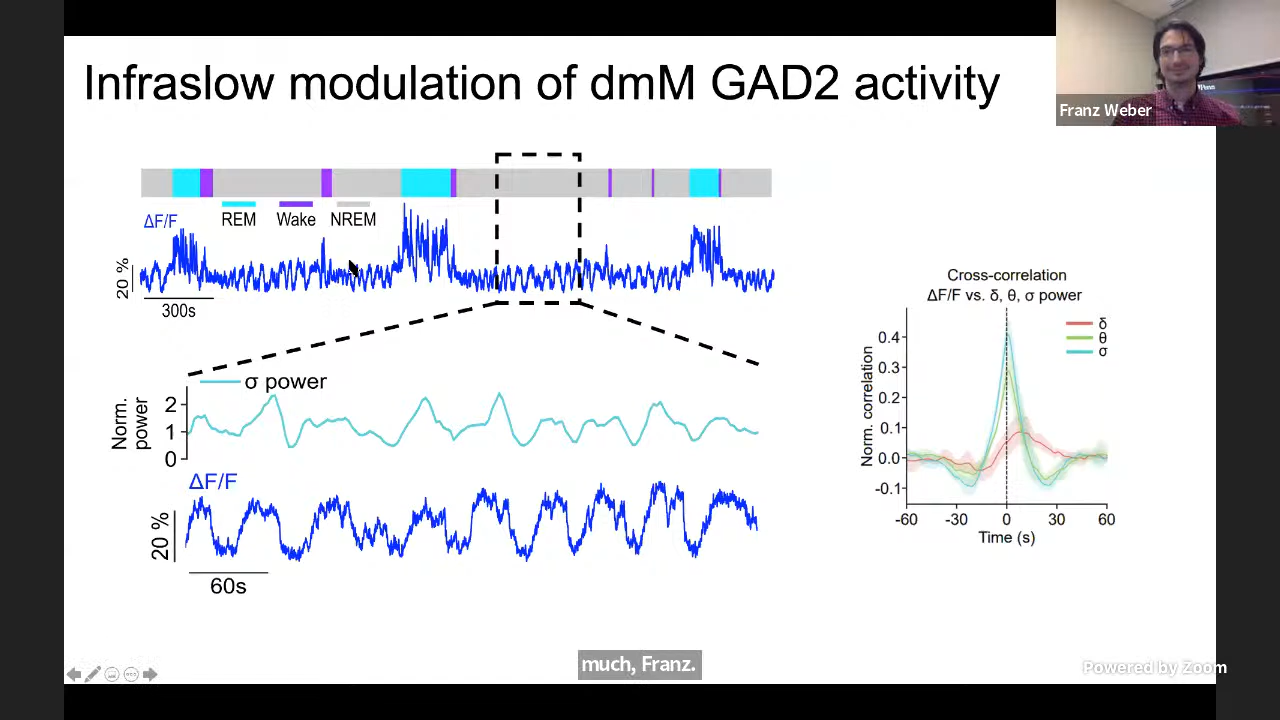 Infraslow modulation of dmM GAD2 activity
Franz Weber
ΔF/F
REM
Wake
NREM
20 %
300s
σ power
Norm. power
2
1
0
ΔF/F
20 %
60s
Cross-correlation
ΔF/F vs. δ, θ, σ power
δ
θ
σ
Norm. correlation
0.4
0.3
0.2
0.1
0.0
-0.1
-60
-30
0
30
60
Time (s)
much, Franz.
Powered by Zoom